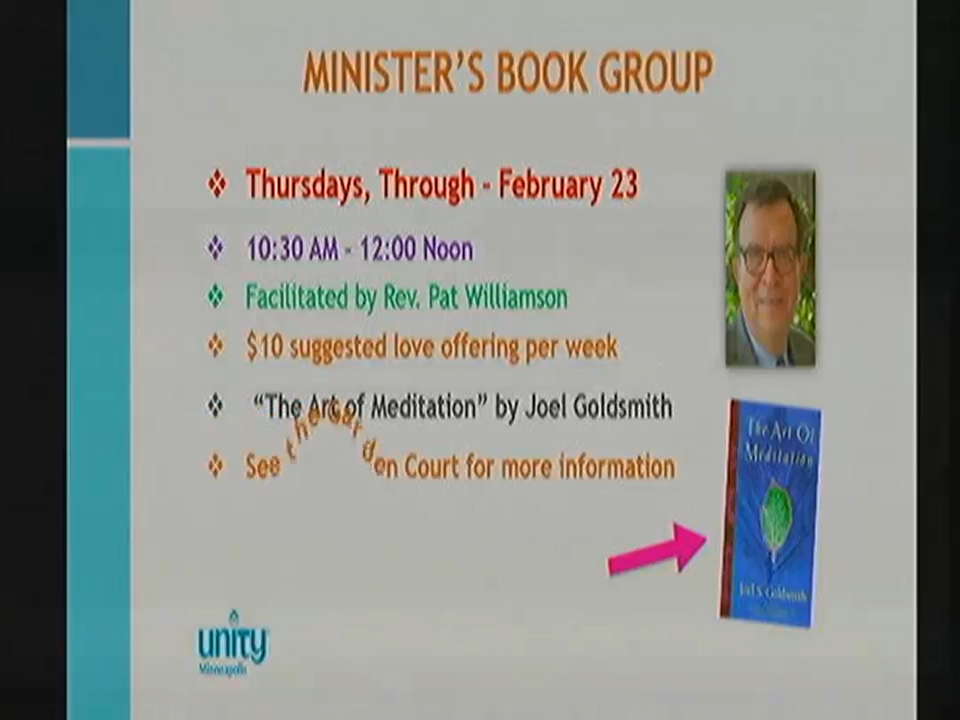 MINISTER'S BOOK GROUP
Thursdays, Through - February 23
10:30 AM - 12:00 Noon
Facilitated by Rev. Pat Williamson
$10 suggested love offering per week
"The Art of Meditation" by Joel Goldsmith
See the Garden Court for more information
The Art Of
Meditation
Joel S. Goldsmith
unity
Minneapolis